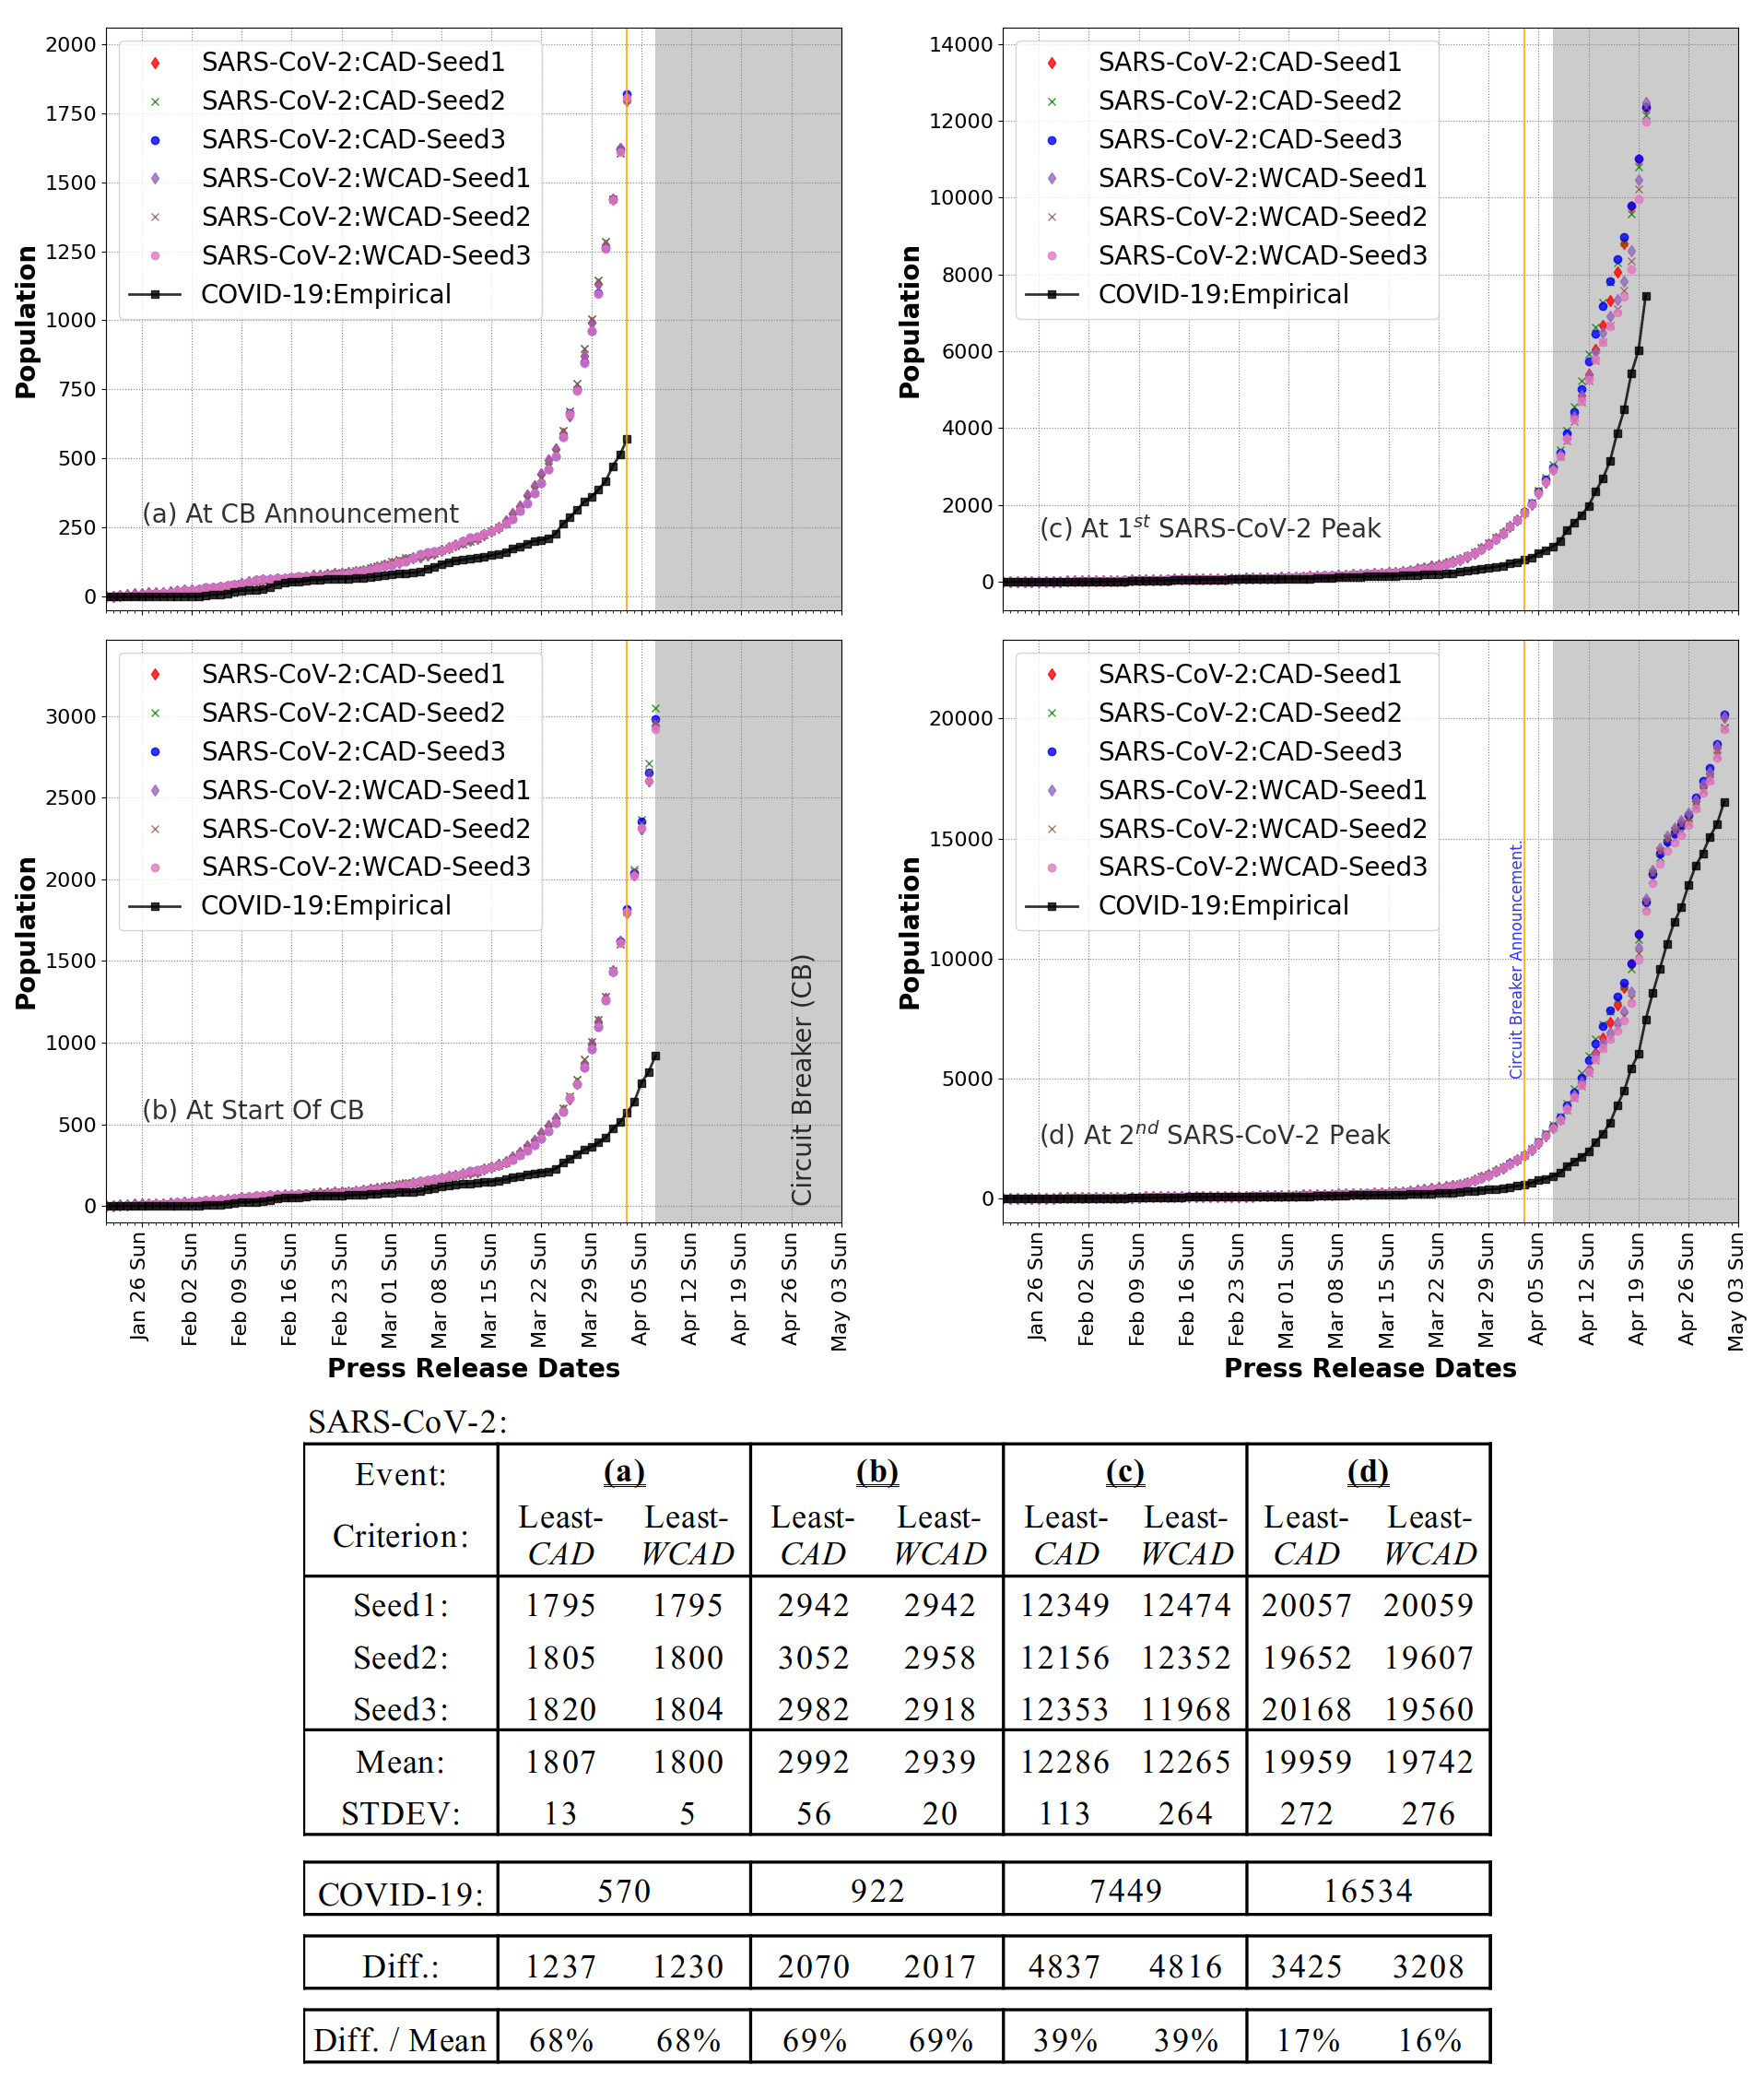 2000
1750
1500
1250
1000
750
500
250
0
Population
SARS-CoV-2:CAD-Seed1
SARS-CoV-2:CAD-Seed2
SARS-CoV-2:CAD-Seed3
SARS-CoV-2:WCAD-Seed1
SARS-CoV-2:WCAD-Seed2
SARS-CoV-2:WCAD-Seed3
COVID-19:Empirical
(a) At CB Announcement
14000
12000
10000
8000
6000
4000
2000
0
Population
SARS-CoV-2:CAD-Seed1
SARS-CoV-2:CAD-Seed2
SARS-CoV-2:CAD-Seed3
SARS-CoV-2:WCAD-Seed1
SARS-CoV-2:WCAD-Seed2
SARS-CoV-2:WCAD-Seed3
COVID-19:Empirical
(c) At 1st SARS-CoV-2 Peak
3000
2500
2000
1500
1000
500
0
Population
SARS-CoV-2:CAD-Seed1
SARS-CoV-2:CAD-Seed2
SARS-CoV-2:CAD-Seed3
SARS-CoV-2:WCAD-Seed1
SARS-CoV-2:WCAD-Seed2
SARS-CoV-2:WCAD-Seed3
COVID-19:Empirical
(b) At Start Of CB
Circuit Breaker (CB)
Jan 26 Sun
Feb 02 Sun
Feb 09 Sun
Feb 16 Sun
Feb 23 Sun
Mar 01 Sun
Mar 08 Sun
Mar 15 Sun
Mar 22 Sun
Mar 29 Sun
Apr 05 Sun
Apr 12 Sun
Apr 19 Sun
Apr 26 Sun
May 03 Sun
Press Release Dates
20000
15000
10000
5000
0
Population
SARS-CoV-2:CAD-Seed1
SARS-CoV-2:CAD-Seed2
SARS-CoV-2:CAD-Seed3
SARS-CoV-2:WCAD-Seed1
SARS-CoV-2:WCAD-Seed2
SARS-CoV-2:WCAD-Seed3
COVID-19:Empirical
Circuit Breaker Announcement.
(d) At 2nd SARS-CoV-2 Peak
Jan 26 Sun
Feb 02 Sun
Feb 09 Sun
Feb 16 Sun
Feb 23 Sun
Mar 01 Sun
Mar 08 Sun
Mar 15 Sun
Mar 22 Sun
Mar 29 Sun
Apr 05 Sun
Apr 12 Sun
Apr 19 Sun
Apr 26 Sun
May 03 Sun
Press Release Dates
SARS-CoV-2:
Event: (a) (b) (c) (d)
Criterion: Least-CAD Least-WCAD Least-CAD Least-WCAD Least-CAD Least-WCAD Least-CAD Least-WCAD
Seed1: 1795 1795 2942 2942 12349 12474 20057 20059
Seed2: 1805 1800 3052 2958 12156 12352 19652 19607
Seed3: 1820 1804 2982 2918 12353 11968 20168 19560
Mean: 1807 1800 2992 2939 12286 12265 19959 19742
STDEV: 13 5 56 20 113 264 272 276
COVID-19: 570 922 7449 16534
Diff.: 1237 1230 2070 2017 4837 4816 3425 3208
Diff. / Mean 68% 68% 69% 69% 39% 39% 17% 16%